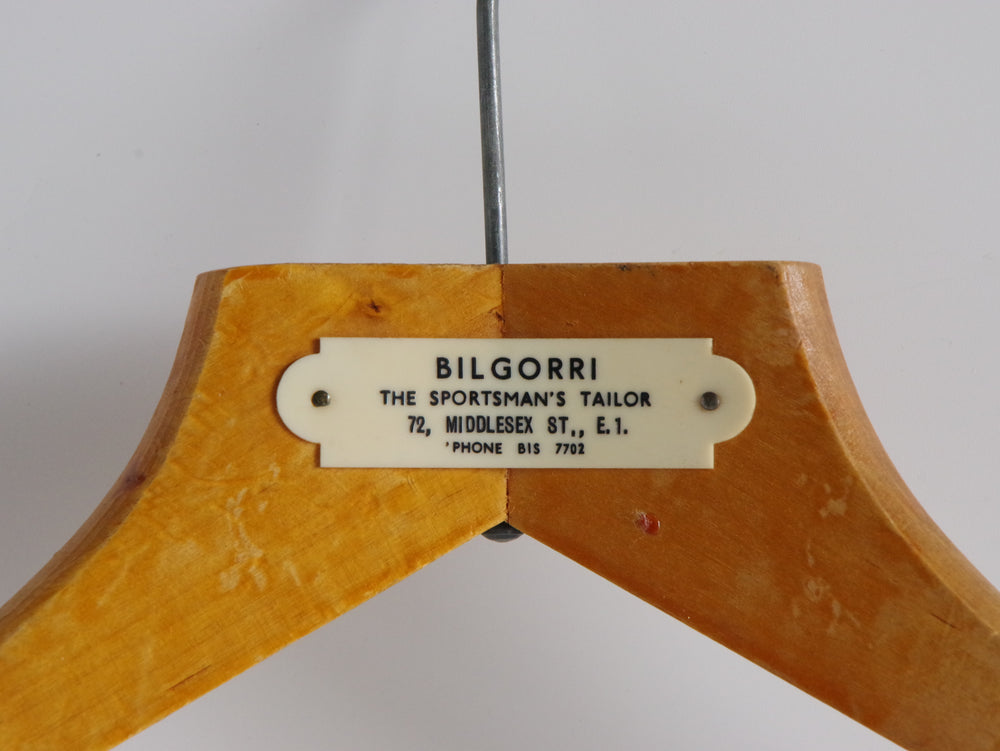 BILGORRI
THE SPORTSMAN'S TAILOR
72, MIDDLESEX ST,, E.1.
'PHONE BIS 7702